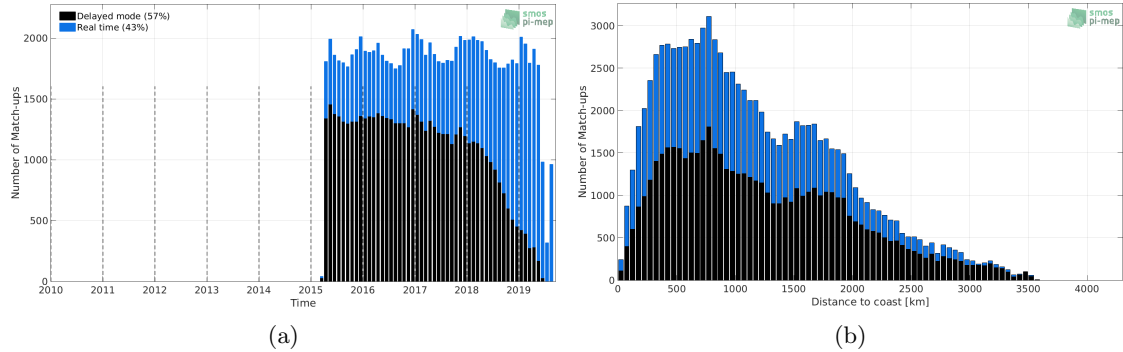 Delayed mode (57%)
Real time (43%)
smos
pi-mep
Number of Match-ups
2000
1500
1000
500
0
2010 2011 2012 2013 2014 2015 2016 2017 2018 2019
Time
(a)
smos
pi-mep
Number of Match-ups
3000
2500
2000
1500
1000
500
0
0 500 1000 1500 2000 2500 3000 3500 4000
Distance to coast [km]
(b)